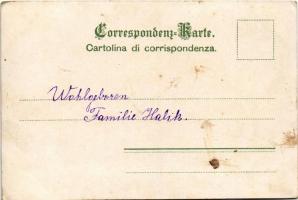 Correspondenz-Karte.
Cartolina di corrispondenza.
Wohlgeboren
Familie Halik.